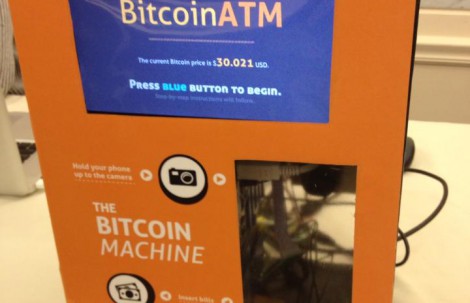 BitcoinATM
The current Bitcoin price is $30.021 USD.
PRESS BLUE BUTTON TO BEGIN.
Hold your phone
up to the camera
THE
BITCOIN
MACHINE
Insert bills